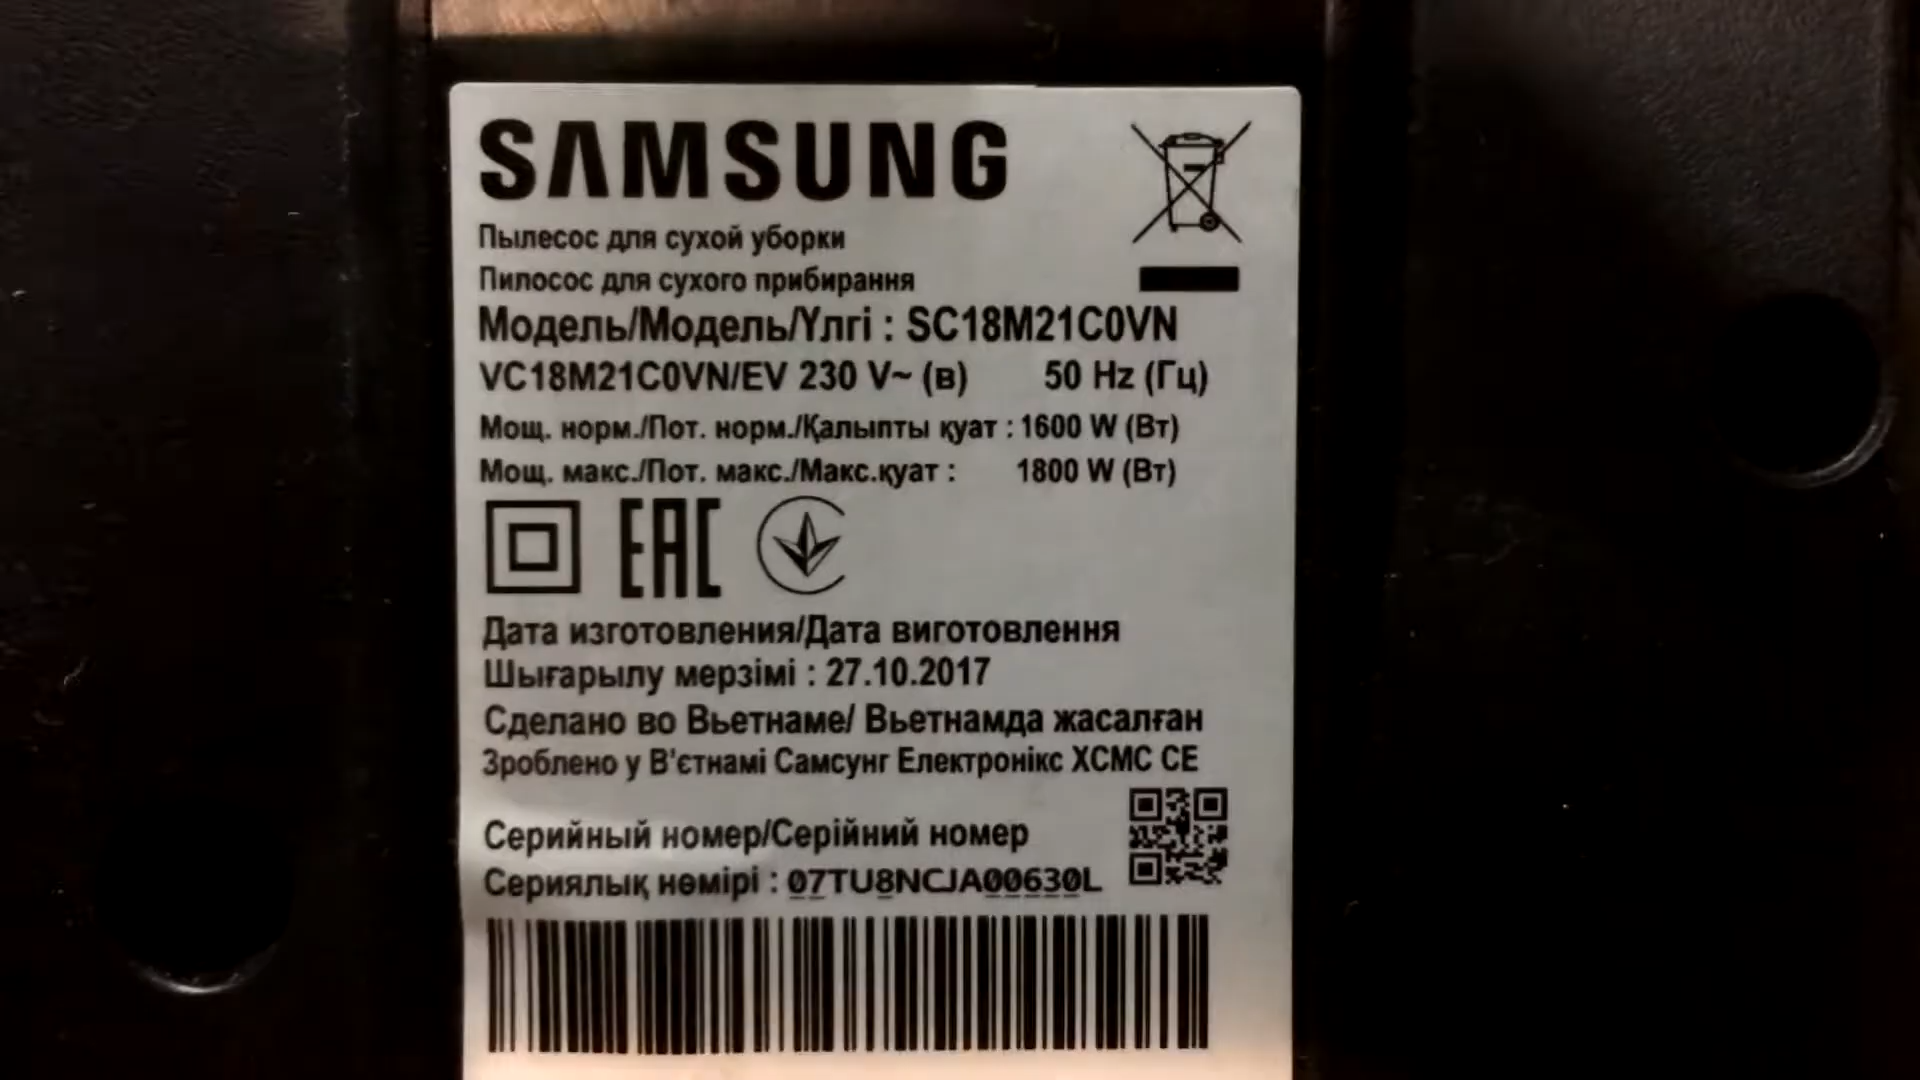 SAMSUNG
Пылесос для сухой уборки
Пилосос для сухого прибирання
Модель/Модель/Үлгі : SC18M21C0VN
VC18M21C0VN/EV 230 V~ (в) 50 Hz (Гц)
Мощ. норм./Пот. норм./Қалыпты қуат : 1600 W (Вт)
Мощ. макс./Пот. макс./Макс.қуат : 1800 W (Вт)
EAC
Дата изготовления/Дата виготовлення
Шығарылу мерзімі : 27.10.2017
Сделано во Вьетнаме/ Вьетнамда жасалған
Зроблено у В'єтнамі Самсунг Електронікс ХСМС СЕ
Серийный номер/Серійний номер
Сериялық нөмірі : 07TU8NCJA00630L